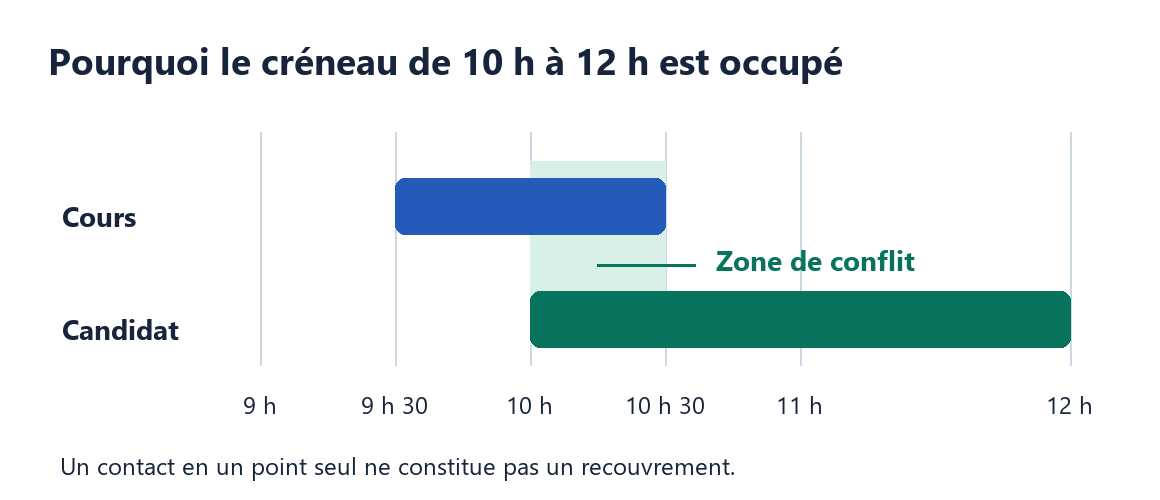 Pourquoi le créneau de 10 h à 12 h est occupé
Cours
Zone de conflit
Candidat
9 h
9 h 30
10 h
10 h 30
11 h
12 h
Un contact en un point seul ne constitue pas un recouvrement.